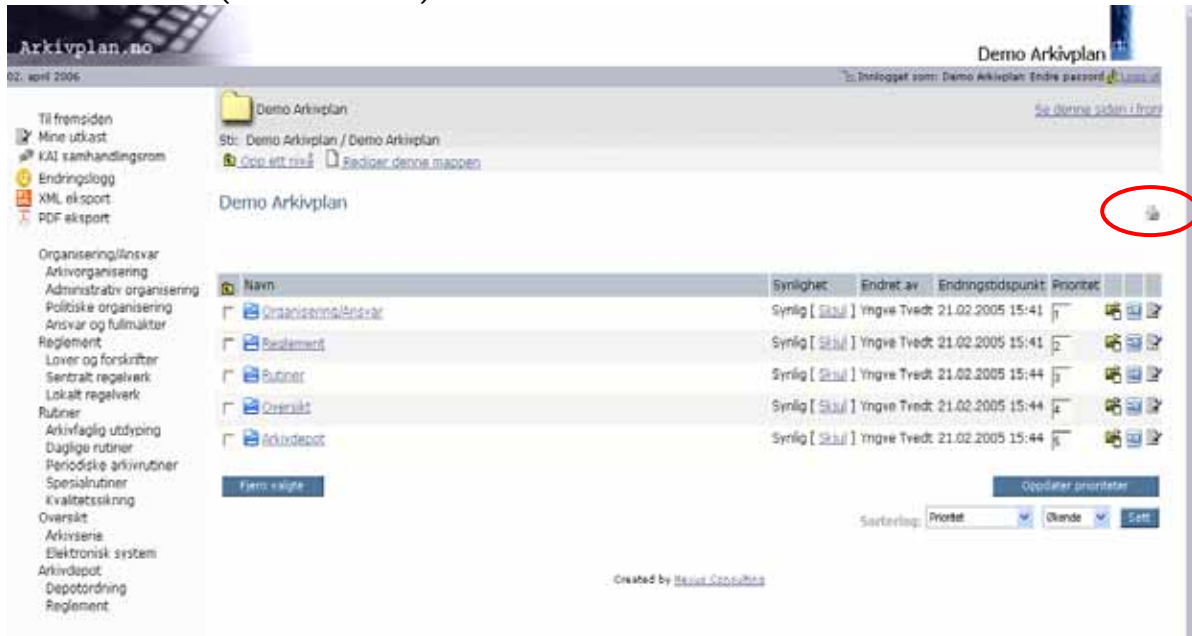 Arkivplan.no
Demo Arkivplan
02. april 2006
Innlogget som: Demo Arkivplan Endre passord Logg ut
Til fremsiden
Mine utkast
KAI samhandlingsrom
Endringslogg
XML eksport
PDF eksport
Organisering/Ansvar
Arkivorganisering
Administrativ organisering
Politiske organisering
Ansvar og fullmakter
Reglement
Lover og forskrifter
Sentralt regelverk
Lokalt regelverk
Rutiner
Arkivfaglig utdyping
Daglige rutiner
Periodiske arkivrutiner
Spesialrutiner
Kvalitetssikring
Oversikt
Arkivserie
Elektronisk system
Arkivdepot
Depotordning
Reglement
Demo Arkivplan
Se denne siden i front
Sti: Demo Arkivplan / Demo Arkivplan
Opp ett nivå Rediger denne mappen
Demo Arkivplan
Navn Synlighet Endret av Endringstidspunkt Prioritet
Organisering/Ansvar Synlig [ Skjul ] Yngve Tvedt 21.02.2005 15:41 1
Reglement Synlig [ Skjul ] Yngve Tvedt 21.02.2005 15:41 2
Rutiner Synlig [ Skjul ] Yngve Tvedt 21.02.2005 15:44 3
Oversikt Synlig [ Skjul ] Yngve Tvedt 21.02.2005 15:44 4
Arkivdepot Synlig [ Skjul ] Yngve Tvedt 21.02.2005 15:44 5
Fjern valgte Oppdater prioriteter
Sortering: Prioritet Økende Sett
Created by Nexus Consulting